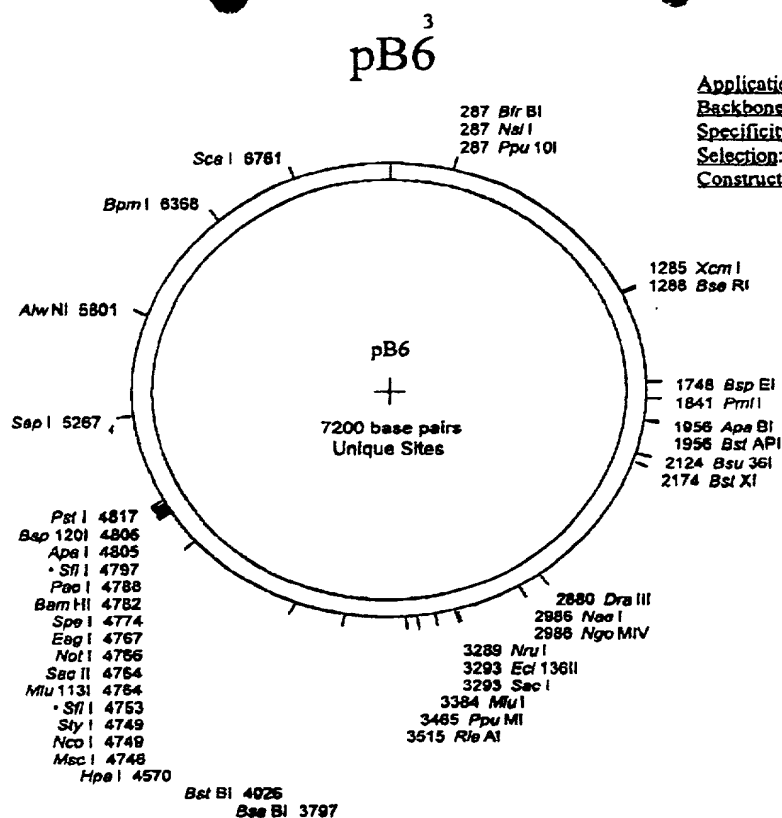 3
pB6
Applicatio
Backbone
Specificit
Selection:
Construct
287 Bfr BI
287 Nsi I
287 Ppu 10I
Sca I 6761
Bpm I 6368
1285 Xcm I
1288 Bse RI
Alw NI 5801
pB6
7200 base pairs
Unique Sites
1748 Bsp EI
1841 Pml I
1956 Apa BI
1956 Bst API
2124 Bsu 36I
2174 Bst XI
Sap I 5267
Pst I 4817
Bsp 120I 4806
Apa I 4805
• Sfi I 4797
Pac I 4788
Bam HI 4782
Spe I 4774
Eag I 4767
Not I 4766
Sac II 4764
Mlu 113I 4764
• Sfi I 4753
Sty I 4749
Nco I 4749
Msc I 4746
Hpa I 4570
Bst BI 4026
Bsa BI 3797
2880 Dra III
2986 Nae I
2986 Ngo MIV
3289 Nru I
3293 Ecl 136II
3293 Sac I
3384 Mlu I
3465 Ppu MI
3515 Rle AI